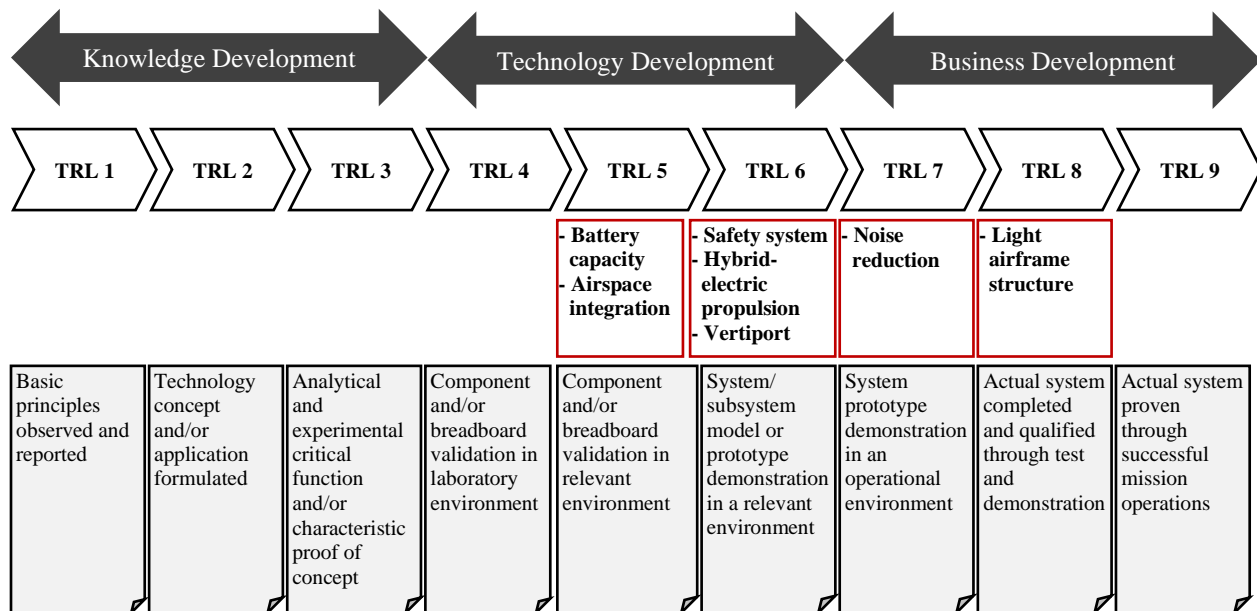 Knowledge Development
Technology Development
Business Development
TRL 1
TRL 2
TRL 3
TRL 4
TRL 5
TRL 6
TRL 7
TRL 8
TRL 9
- Battery
capacity
- Airspace
integration
- Safety system
- Hybrid-
electric
propulsion
- Vertiport
- Noise
reduction
- Light
airframe
structure
Basic
principles
observed and
reported
Technology
concept
and/or
application
formulated
Analytical
and
experimental
critical
function
and/or
characteristic
proof of
concept
Component
and/or
breadboard
validation in
laboratory
environment
Component
and/or
breadboard
validation in
relevant
environment
System/
subsystem
model or
prototype
demonstration
in a relevant
environment
System
prototype
demonstration
in an
operational
environment
Actual system
completed
and qualified
through test
and
demonstration
Actual system
proven
through
successful
mission
operations